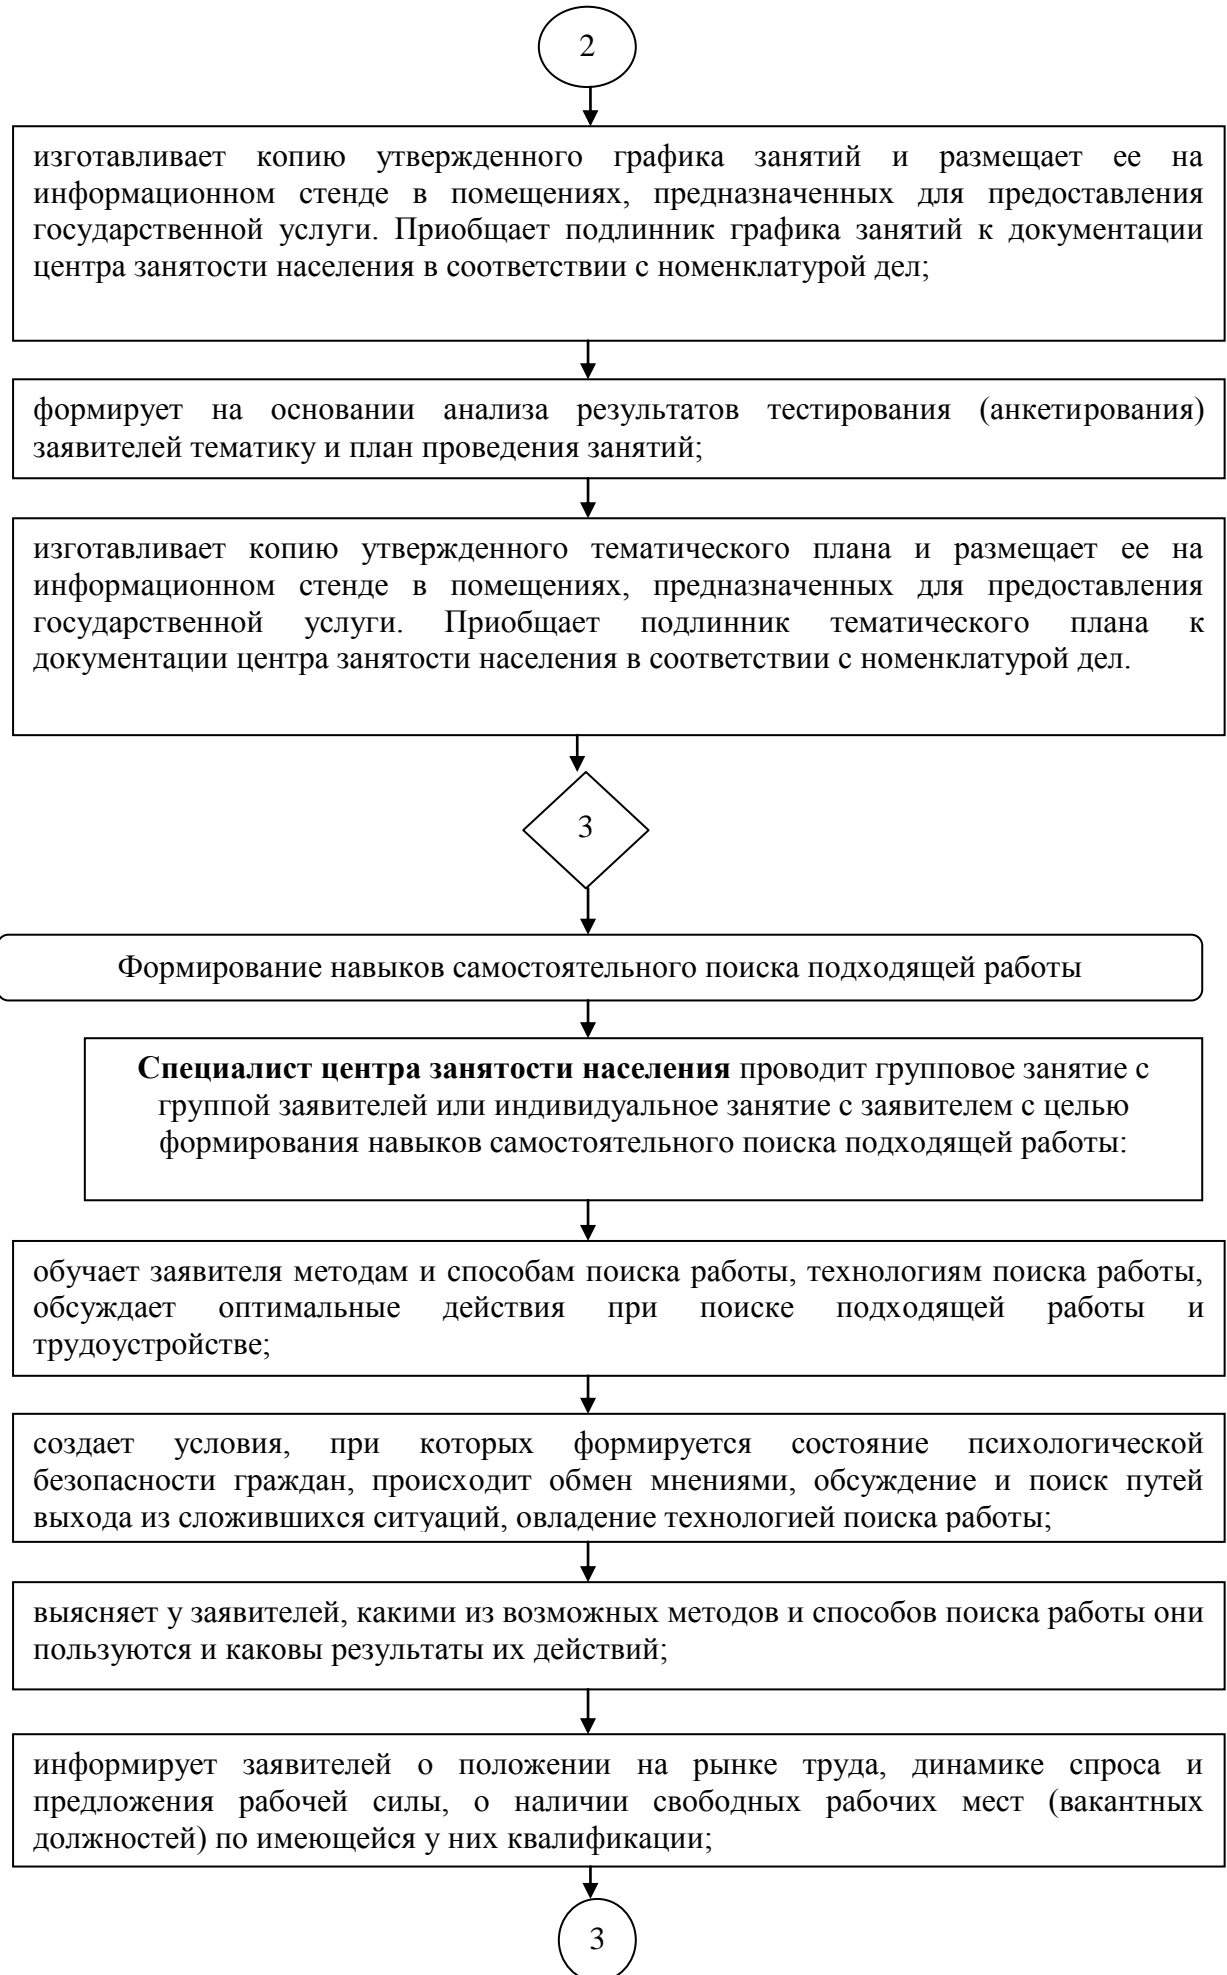 2
изготавливает копию утвержденного графика занятий и размещает ее на
информационном стенде в помещениях, предназначенных для предоставления
государственной услуги. Приобщает подлинник графика занятий к документации
центра занятости населения в соответствии с номенклатурой дел;
формирует на основании анализа результатов тестирования (анкетирования)
заявителей тематику и план проведения занятий;
изготавливает копию утвержденного тематического плана и размещает ее на
информационном стенде в помещениях, предназначенных для предоставления
государственной услуги. Приобщает подлинник тематического плана к
документации центра занятости населения в соответствии с номенклатурой дел.
3
Формирование навыков самостоятельного поиска подходящей работы
Специалист центра занятости населения проводит групповое занятие с
группой заявителей или индивидуальное занятие с заявителем с целью
формирования навыков самостоятельного поиска подходящей работы:
обучает заявителя методам и способам поиска работы, технологиям поиска работы,
обсуждает оптимальные действия при поиске подходящей работы и
трудоустройстве;
создает условия, при которых формируется состояние психологической
безопасности граждан, происходит обмен мнениями, обсуждение и поиск путей
выхода из сложившихся ситуаций, овладение технологией поиска работы;
выясняет у заявителей, какими из возможных методов и способов поиска работы они
пользуются и каковы результаты их действий;
информирует заявителей о положении на рынке труда, динамике спроса и
предложения рабочей силы, о наличии свободных рабочих мест (вакантных
должностей) по имеющейся у них квалификации;
3